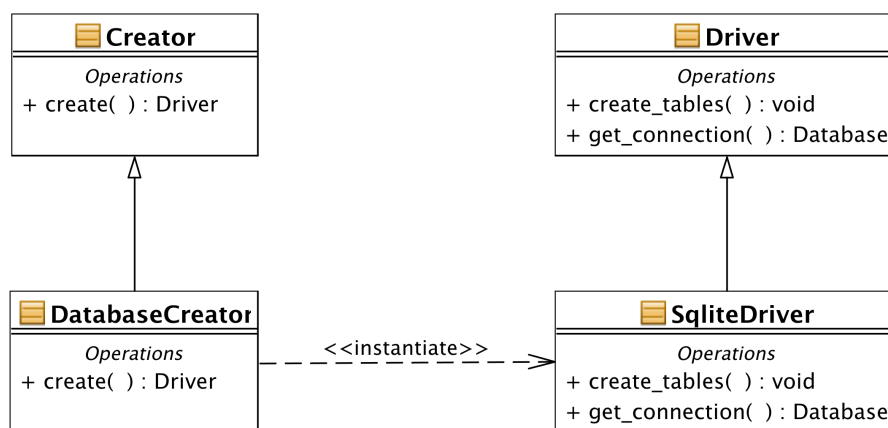 Creator
Operations
+ create( ) : Driver
Driver
Operations
+ create_tables( ) : void
+ get_connection( ) : Database
DatabaseCreator
Operations
+ create( ) : Driver
<<instantiate>>
SqliteDriver
Operations
+ create_tables( ) : void
+ get_connection( ) : Database